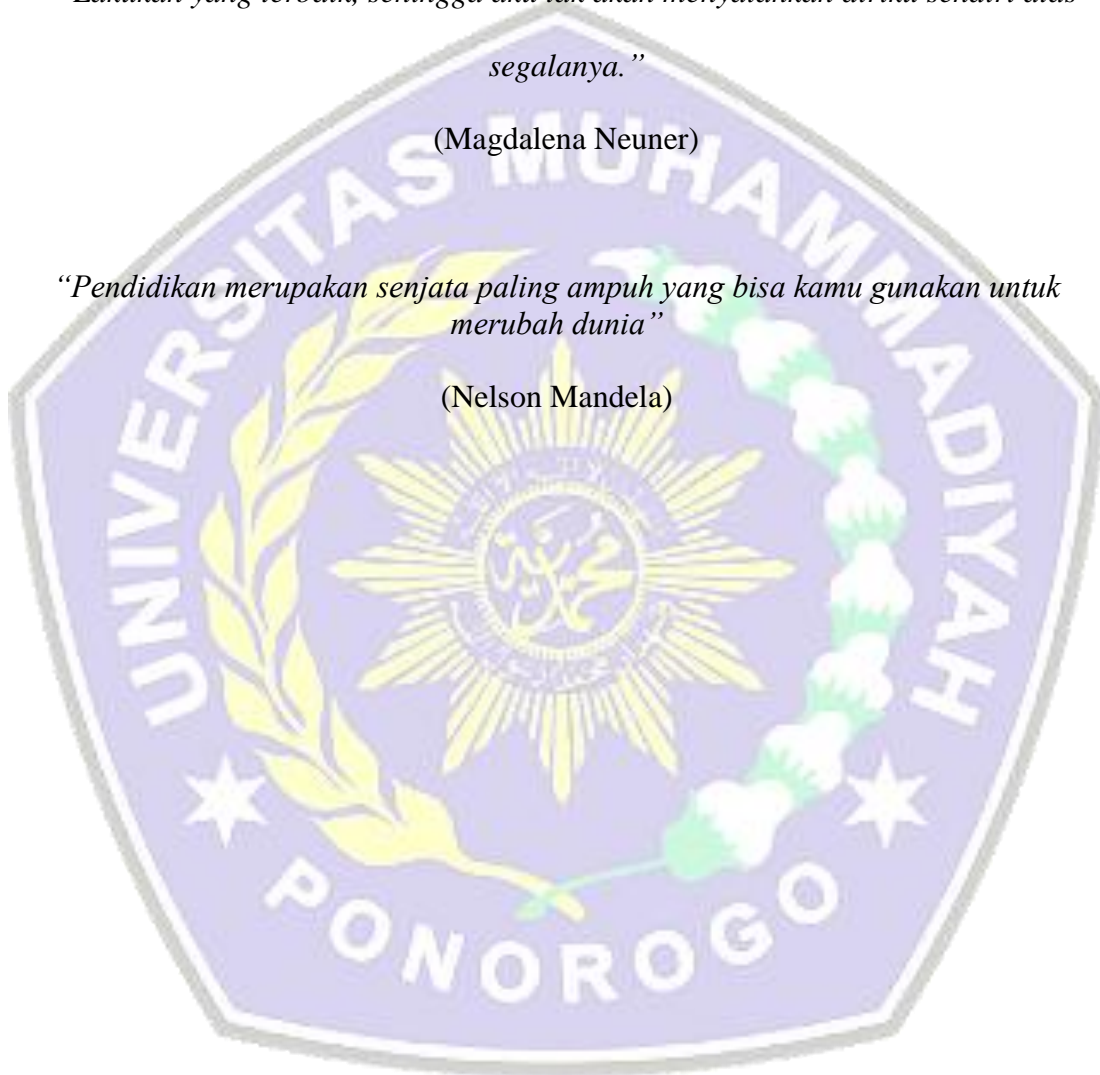 segalanya.”
(Magdalena Neuner)
“Pendidikan merupakan senjata paling ampuh yang bisa kamu gunakan untuk
merubah dunia”
(Nelson Mandela)
UNIVERSITAS MUHAMMADIYAH
PONOROGO